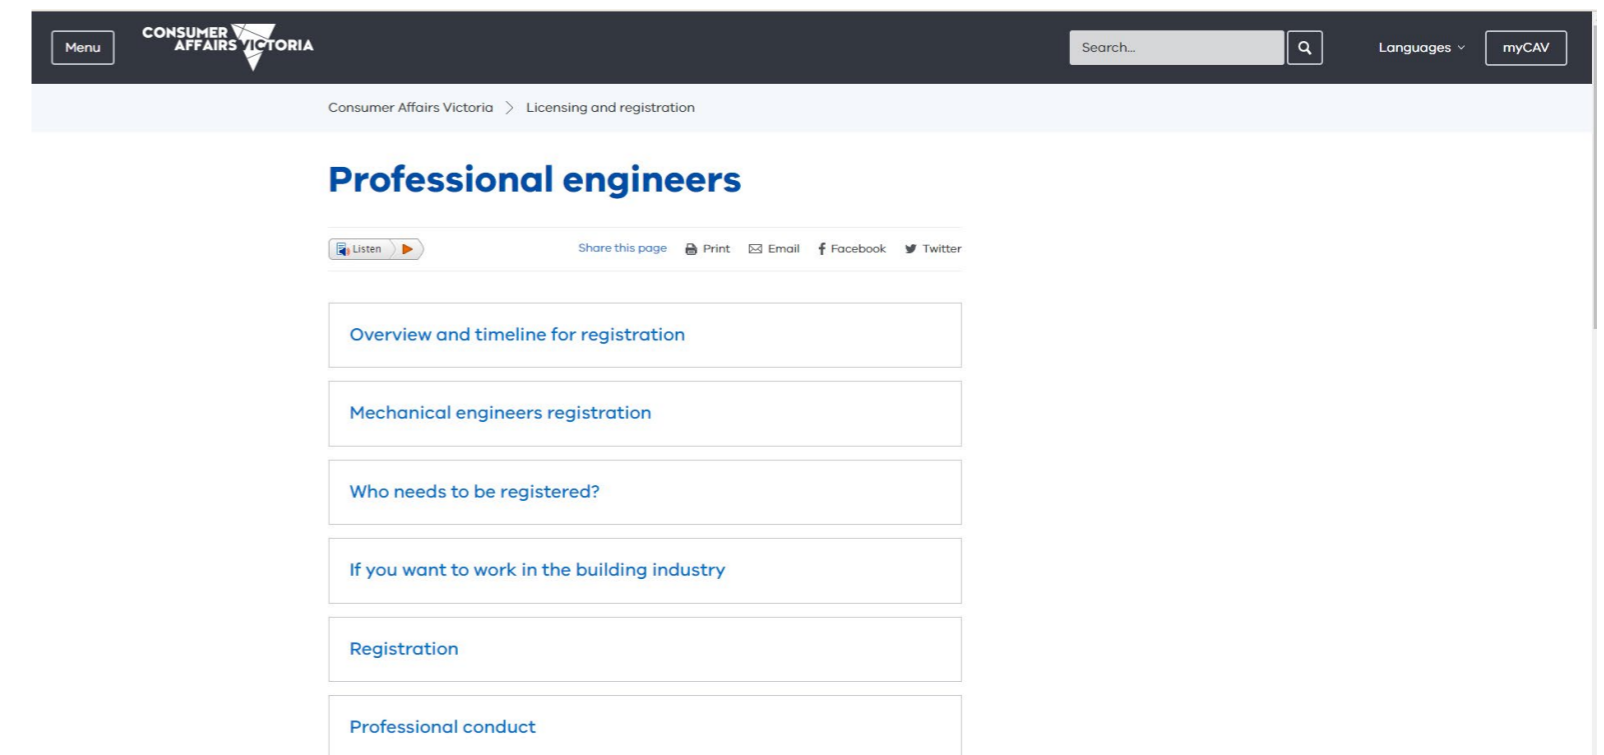 Menu
CONSUMER
AFFAIRS VICTORIA
Search...
Languages
myCAV
Consumer Affairs Victoria > Licensing and registration
Professional engineers
Listen
Share this page Print Email Facebook Twitter
Overview and timeline for registration
Mechanical engineers registration
Who needs to be registered?
If you want to work in the building industry
Registration
Professional conduct